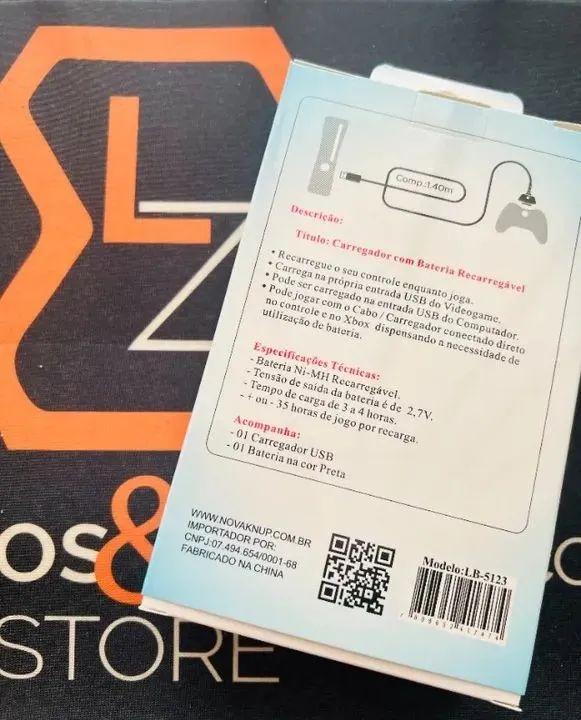 LZ
Comp.:1.40m
Descrição:
Título: Carregador com Bateria Recarregável
• Recarregue o seu controle enquanto joga.
• Carrega na própria entrada USB do Videogame.
• Pode ser carregado na entrada USB do Computador.
• Pode jogar com o Cabo / Carregador conectado direto
no controle e no Xbox dispensando a necessidade de
utilização de bateria.
Especificações Técnicas:
- Bateria Ni-MH Recarregável.
- Tensão de saída da bateria é de 2,7V.
- Tempo de carga de 3 a 4 horas.
- + ou - 35 horas de jogo por recarga.
Acompanha:
- 01 Carregador USB
- 01 Bateria na cor Preta
WWW.NOVAKNUP.COM.BR
IMPORTADOR POR:
CNPJ:07.494.654/0001-68
FABRICADO NA CHINA
Modelo:LB-5123
os&
STORE